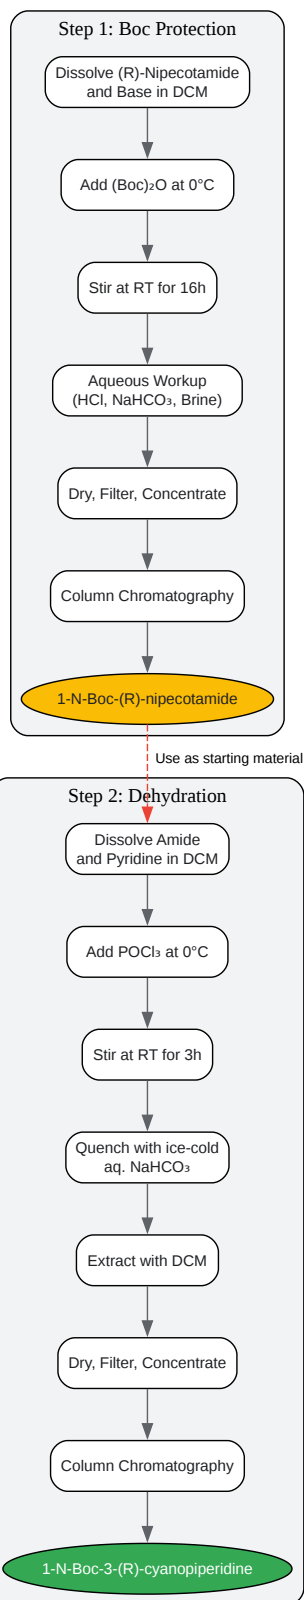 Step 1: Boc Protection
Dissolve (R)-Nipecotamide
and Base in DCM
Add (Boc)₂O at 0°C
Stir at RT for 16h
Aqueous Workup
(HCl, NaHCO₃, Brine)
Dry, Filter, Concentrate
Column Chromatography
1-N-Boc-(R)-nipecotamide
Use as starting material
Step 2: Dehydration
Dissolve Amide
and Pyridine in DCM
Add POCl₃ at 0°C
Stir at RT for 3h
Quench with ice-cold
aq. NaHCO₃
Extract with DCM
Dry, Filter, Concentrate
Column Chromatography
1-N-Boc-3-(R)-cyanopiperidine